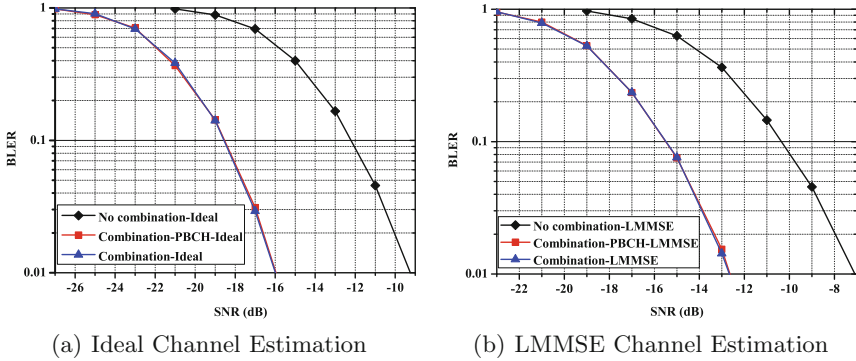 1
0.1
0.01
BLER
-26 -24 -22 -20 -18 -16 -14 -12 -10
SNR (dB)
No combination-Ideal
Combination-PBCH-Ideal
Combination-Ideal
(a) Ideal Channel Estimation
1
0.1
0.01
BLER
-22 -20 -18 -16 -14 -12 -10 -8
SNR (dB)
No combination-LMMSE
Combination-PBCH-LMMSE
Combination-LMMSE
(b) LMMSE Channel Estimation